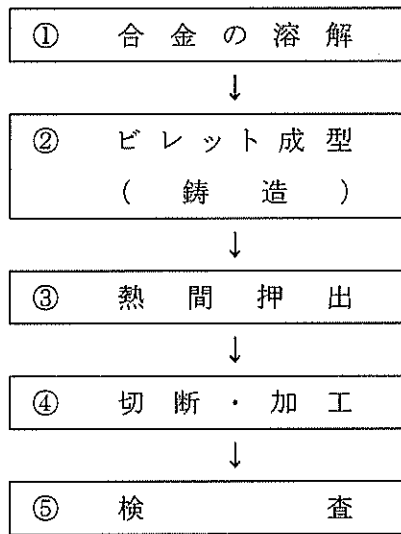 ① 合金の溶解
↓
② ビレット成型
(鋳造)
↓
③ 熱間押出
↓
④ 切断・加工
↓
⑤ 検査